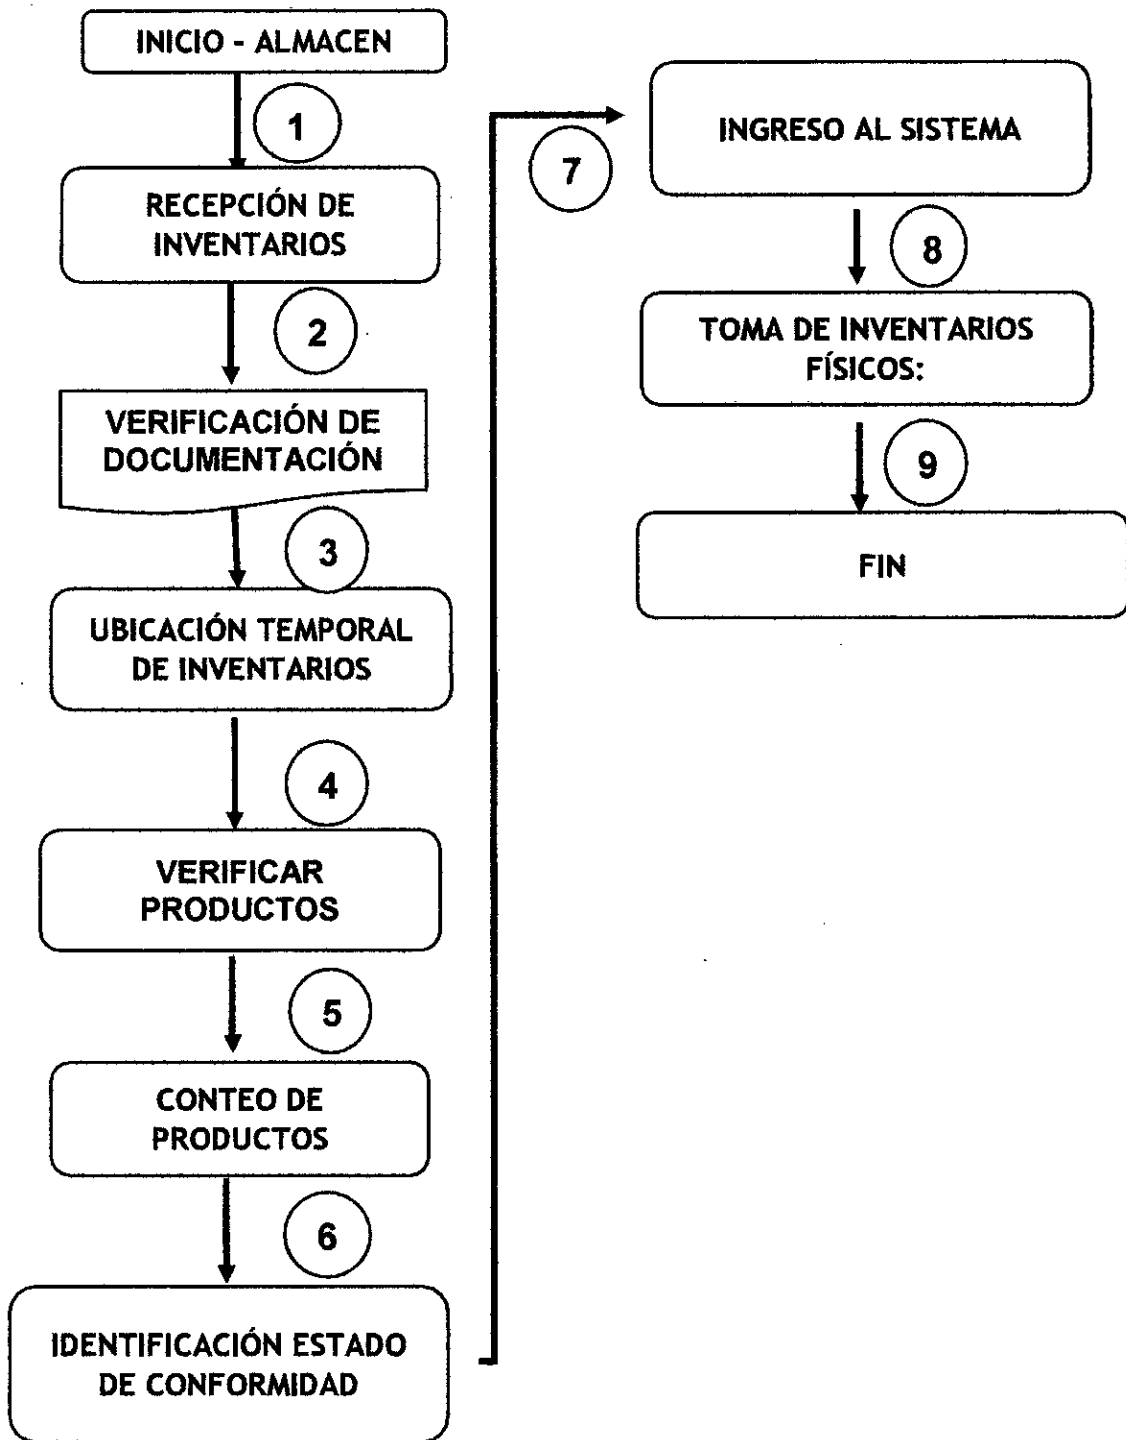 INICIO - ALMACEN
1
RECEPCIÓN DE
INVENTARIOS
2
VERIFICACIÓN DE
DOCUMENTACIÓN
3
UBICACIÓN TEMPORAL
DE INVENTARIOS
4
VERIFICAR
PRODUCTOS
5
CONTEO DE
PRODUCTOS
6
IDENTIFICACIÓN ESTADO
DE CONFORMIDAD
7
INGRESO AL SISTEMA
8
TOMA DE INVENTARIOS
FÍSICOS:
9
FIN